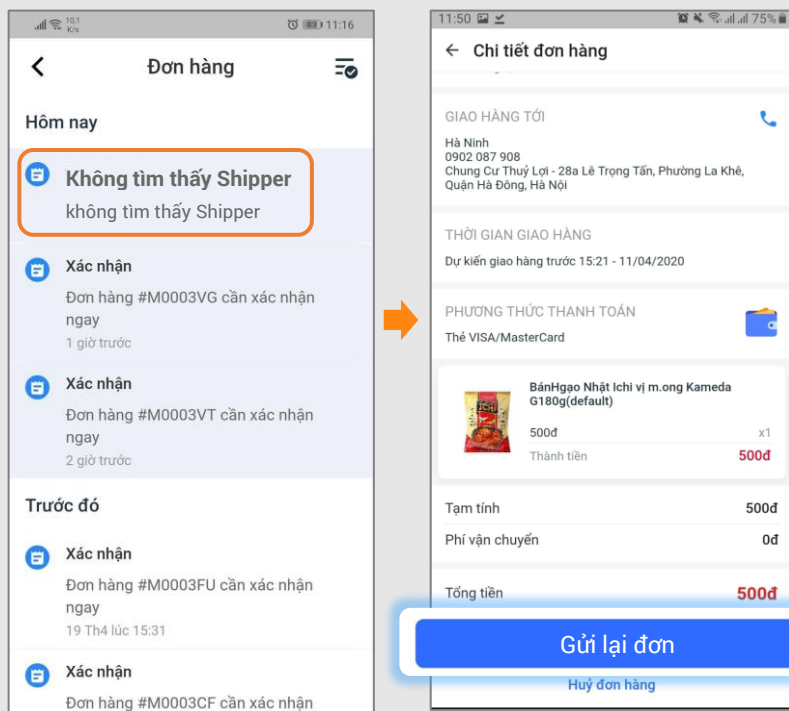 10,1
K/s
11:16
Đơn hàng
Hôm nay
Không tìm thấy Shipper
không tìm thấy Shipper
Xác nhận
Đơn hàng #M0003VG cần xác nhận
ngay
1 giờ trước
Xác nhận
Đơn hàng #M0003VT cần xác nhận
ngay
2 giờ trước
Trước đó
Xác nhận
Đơn hàng #M0003FU cần xác nhận
ngay
19 Th4 lúc 15:31
Xác nhận
Đơn hàng #M0003CF cần xác nhận
11:50
75%
Chi tiết đơn hàng
GIAO HÀNG TỚI
Hà Ninh
0902 087 908
Chung Cư Thuỷ Lợi - 28a Lê Trọng Tấn, Phường La Khê,
Quận Hà Đông, Hà Nội
THỜI GIAN GIAO HÀNG
Dự kiến giao hàng trước 15:21 - 11/04/2020
PHƯƠNG THỨC THANH TOÁN
Thẻ VISA/MasterCard
ICHI
BánHgạo Nhật Ichi vị m.ong Kameda
G180g(default)
500đ x1
Thành tiền 500đ
Tạm tính 500đ
Phí vận chuyển 0đ
Tổng tiền 500đ
Gửi lại đơn
Huỷ đơn hàng